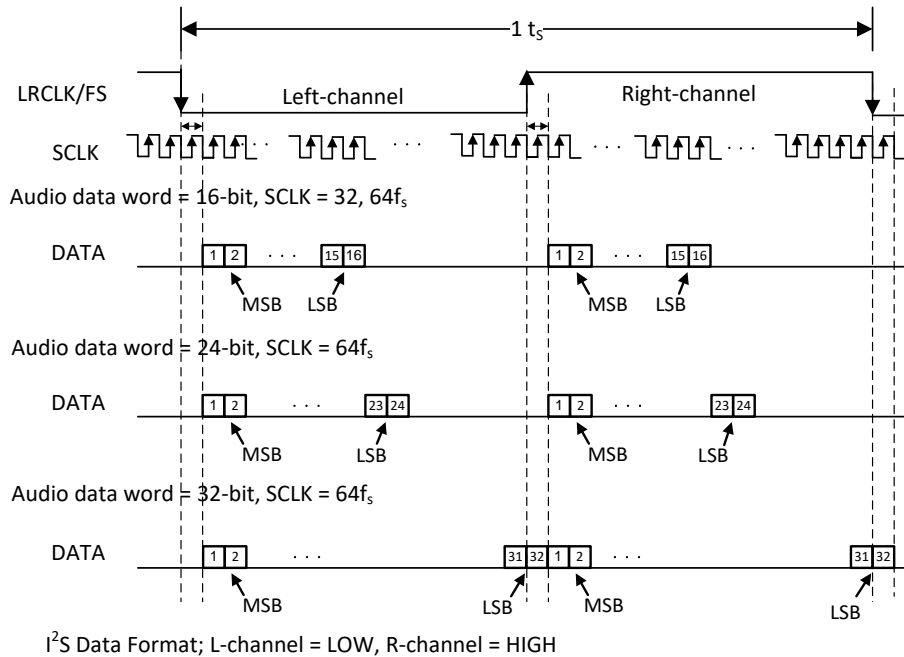 1 tS
LRCLK/FS
Left-channel
Right-channel
SCLK
. . . . . . . . . . . .
Audio data word = 16-bit, SCLK = 32, 64fs
DATA
1 2 . . . 15 16 1 2 . . . 15 16
MSB LSB MSB LSB
Audio data word = 24-bit, SCLK = 64fs
DATA
1 2 . . . 23 24 1 2 . . . 23 24
MSB LSB MSB LSB
Audio data word = 32-bit, SCLK = 64fs
DATA
1 2 . . . 31 32 1 2 . . . 31 32
MSB LSB MSB LSB
I²S Data Format; L-channel = LOW, R-channel = HIGH